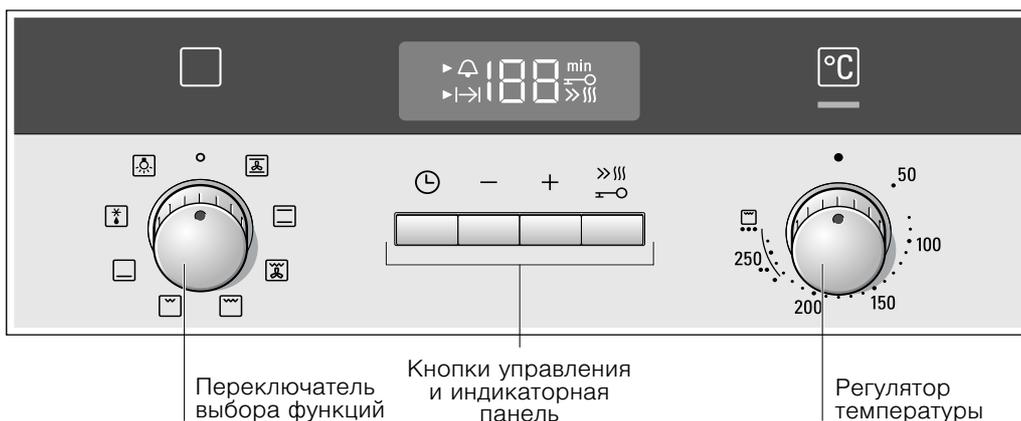 188 min
°C
50
100
150
200
250
Кнопки управления
и индикаторная
панель
Переключатель
выбора функций
Регулятор
температуры